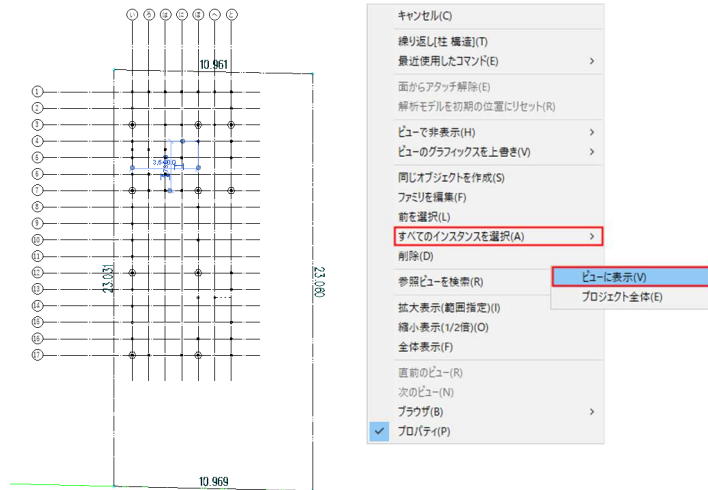 い ろ は に ほ へ と
10.961
1
2
3
4
5
6
7
8
9
10
11
12
13
14
15
16
17
23.031
23.060
10.969
キャンセル(C)
繰り返し[柱 構造](T)
最近使用したコマンド(E)
面からアタッチ解除(E)
解析モデルを初期の位置にリセット(R)
ビューで非表示(H)
ビューのグラフィックスを上書き(V)
同じオブジェクトを作成(S)
ファミリを編集(F)
前を選択(L)
すべてのインスタンスを選択(A)
削除(D)
参照ビューを検索(R)
ビューに表示(V)
プロジェクト全体(E)
拡大表示(範囲指定)(I)
縮小表示(1/2倍)(O)
全体表示(F)
直前のビュー(R)
次のビュー(N)
ブラウザ(B)
プロパティ(P)